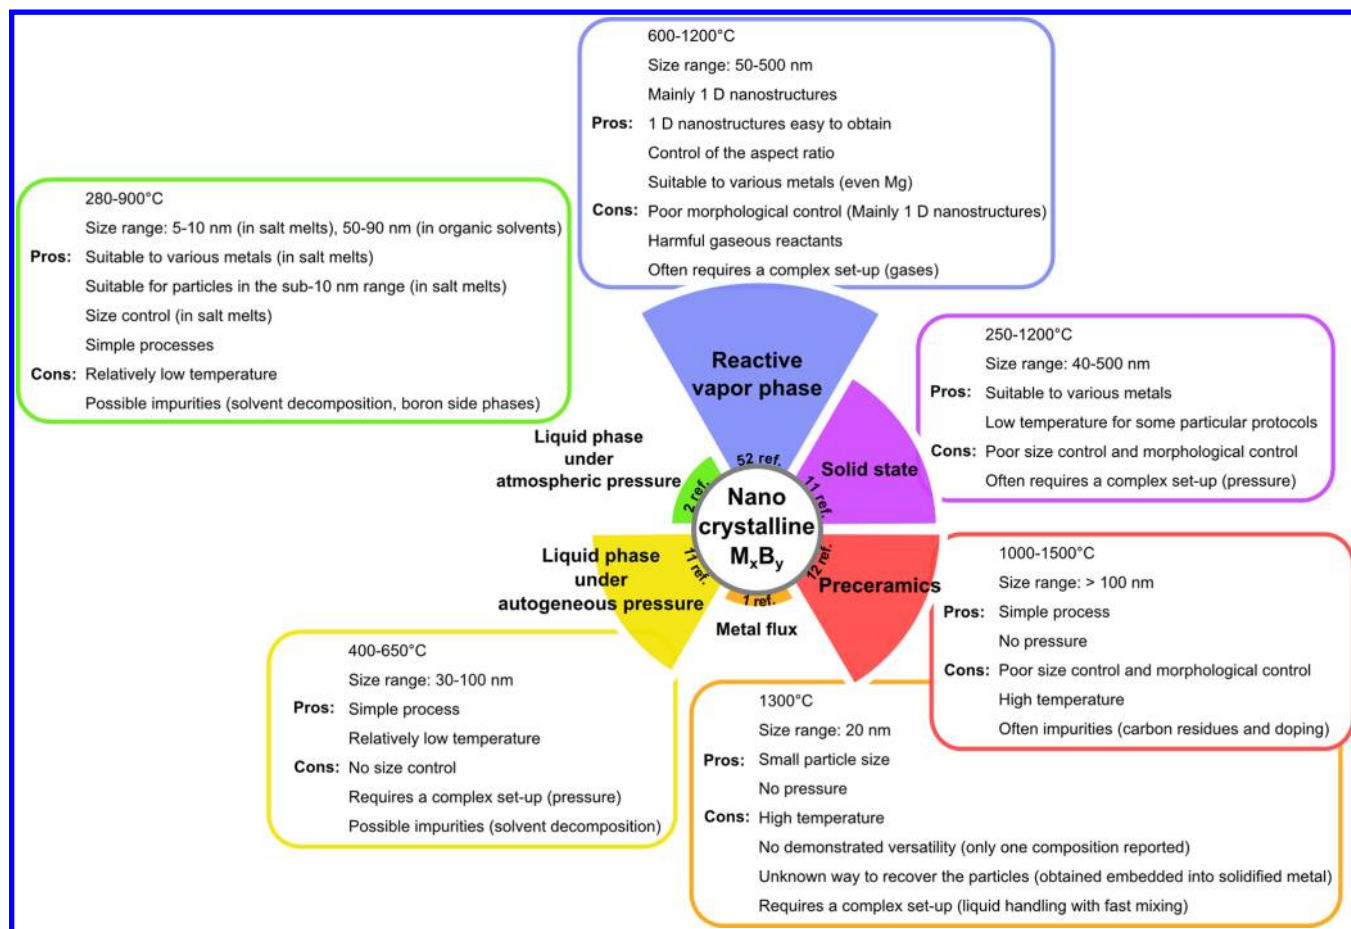 600-1200°C
Size range: 50-500 nm
Mainly 1 D nanostructures
Pros: 1 D nanostructures easy to obtain
Control of the aspect ratio
Suitable to various metals (even Mg)
Cons: Poor morphological control (Mainly 1 D nanostructures)
Harmful gaseous reactants
Often requires a complex set-up (gases)
280-900°C
Size range: 5-10 nm (in salt melts), 50-90 nm (in organic solvents)
Pros: Suitable to various metals (in salt melts)
Suitable for particles in the sub-10 nm range (in salt melts)
Size control (in salt melts)
Simple processes
Cons: Relatively low temperature
Possible impurities (solvent decomposition, boron side phases)
250-1200°C
Size range: 40-500 nm
Pros: Suitable to various metals
Low temperature for some particular protocols
Cons: Poor size control and morphological control
Often requires a complex set-up (pressure)
Reactive
vapor phase
52 ref.
Solid state
11 ref.
Liquid phase
under
atmospheric pressure
2 ref.
Nano
crystalline
MxBy
Liquid phase
under
autogeneous pressure
11 ref.
Preceramics
12 ref.
1 ref.
Metal flux
1000-1500°C
Size range: > 100 nm
Pros: Simple process
No pressure
Cons: Poor size control and morphological control
High temperature
Often impurities (carbon residues and doping)
400-650°C
Size range: 30-100 nm
Pros: Simple process
Relatively low temperature
Cons: No size control
Requires a complex set-up (pressure)
Possible impurities (solvent decomposition)
1300°C
Size range: 20 nm
Pros: Small particle size
No pressure
Cons: High temperature
No demonstrated versatility (only one composition reported)
Unknown way to recover the particles (obtained embedded into solidified metal)
Requires a complex set-up (liquid handling with fast mixing)